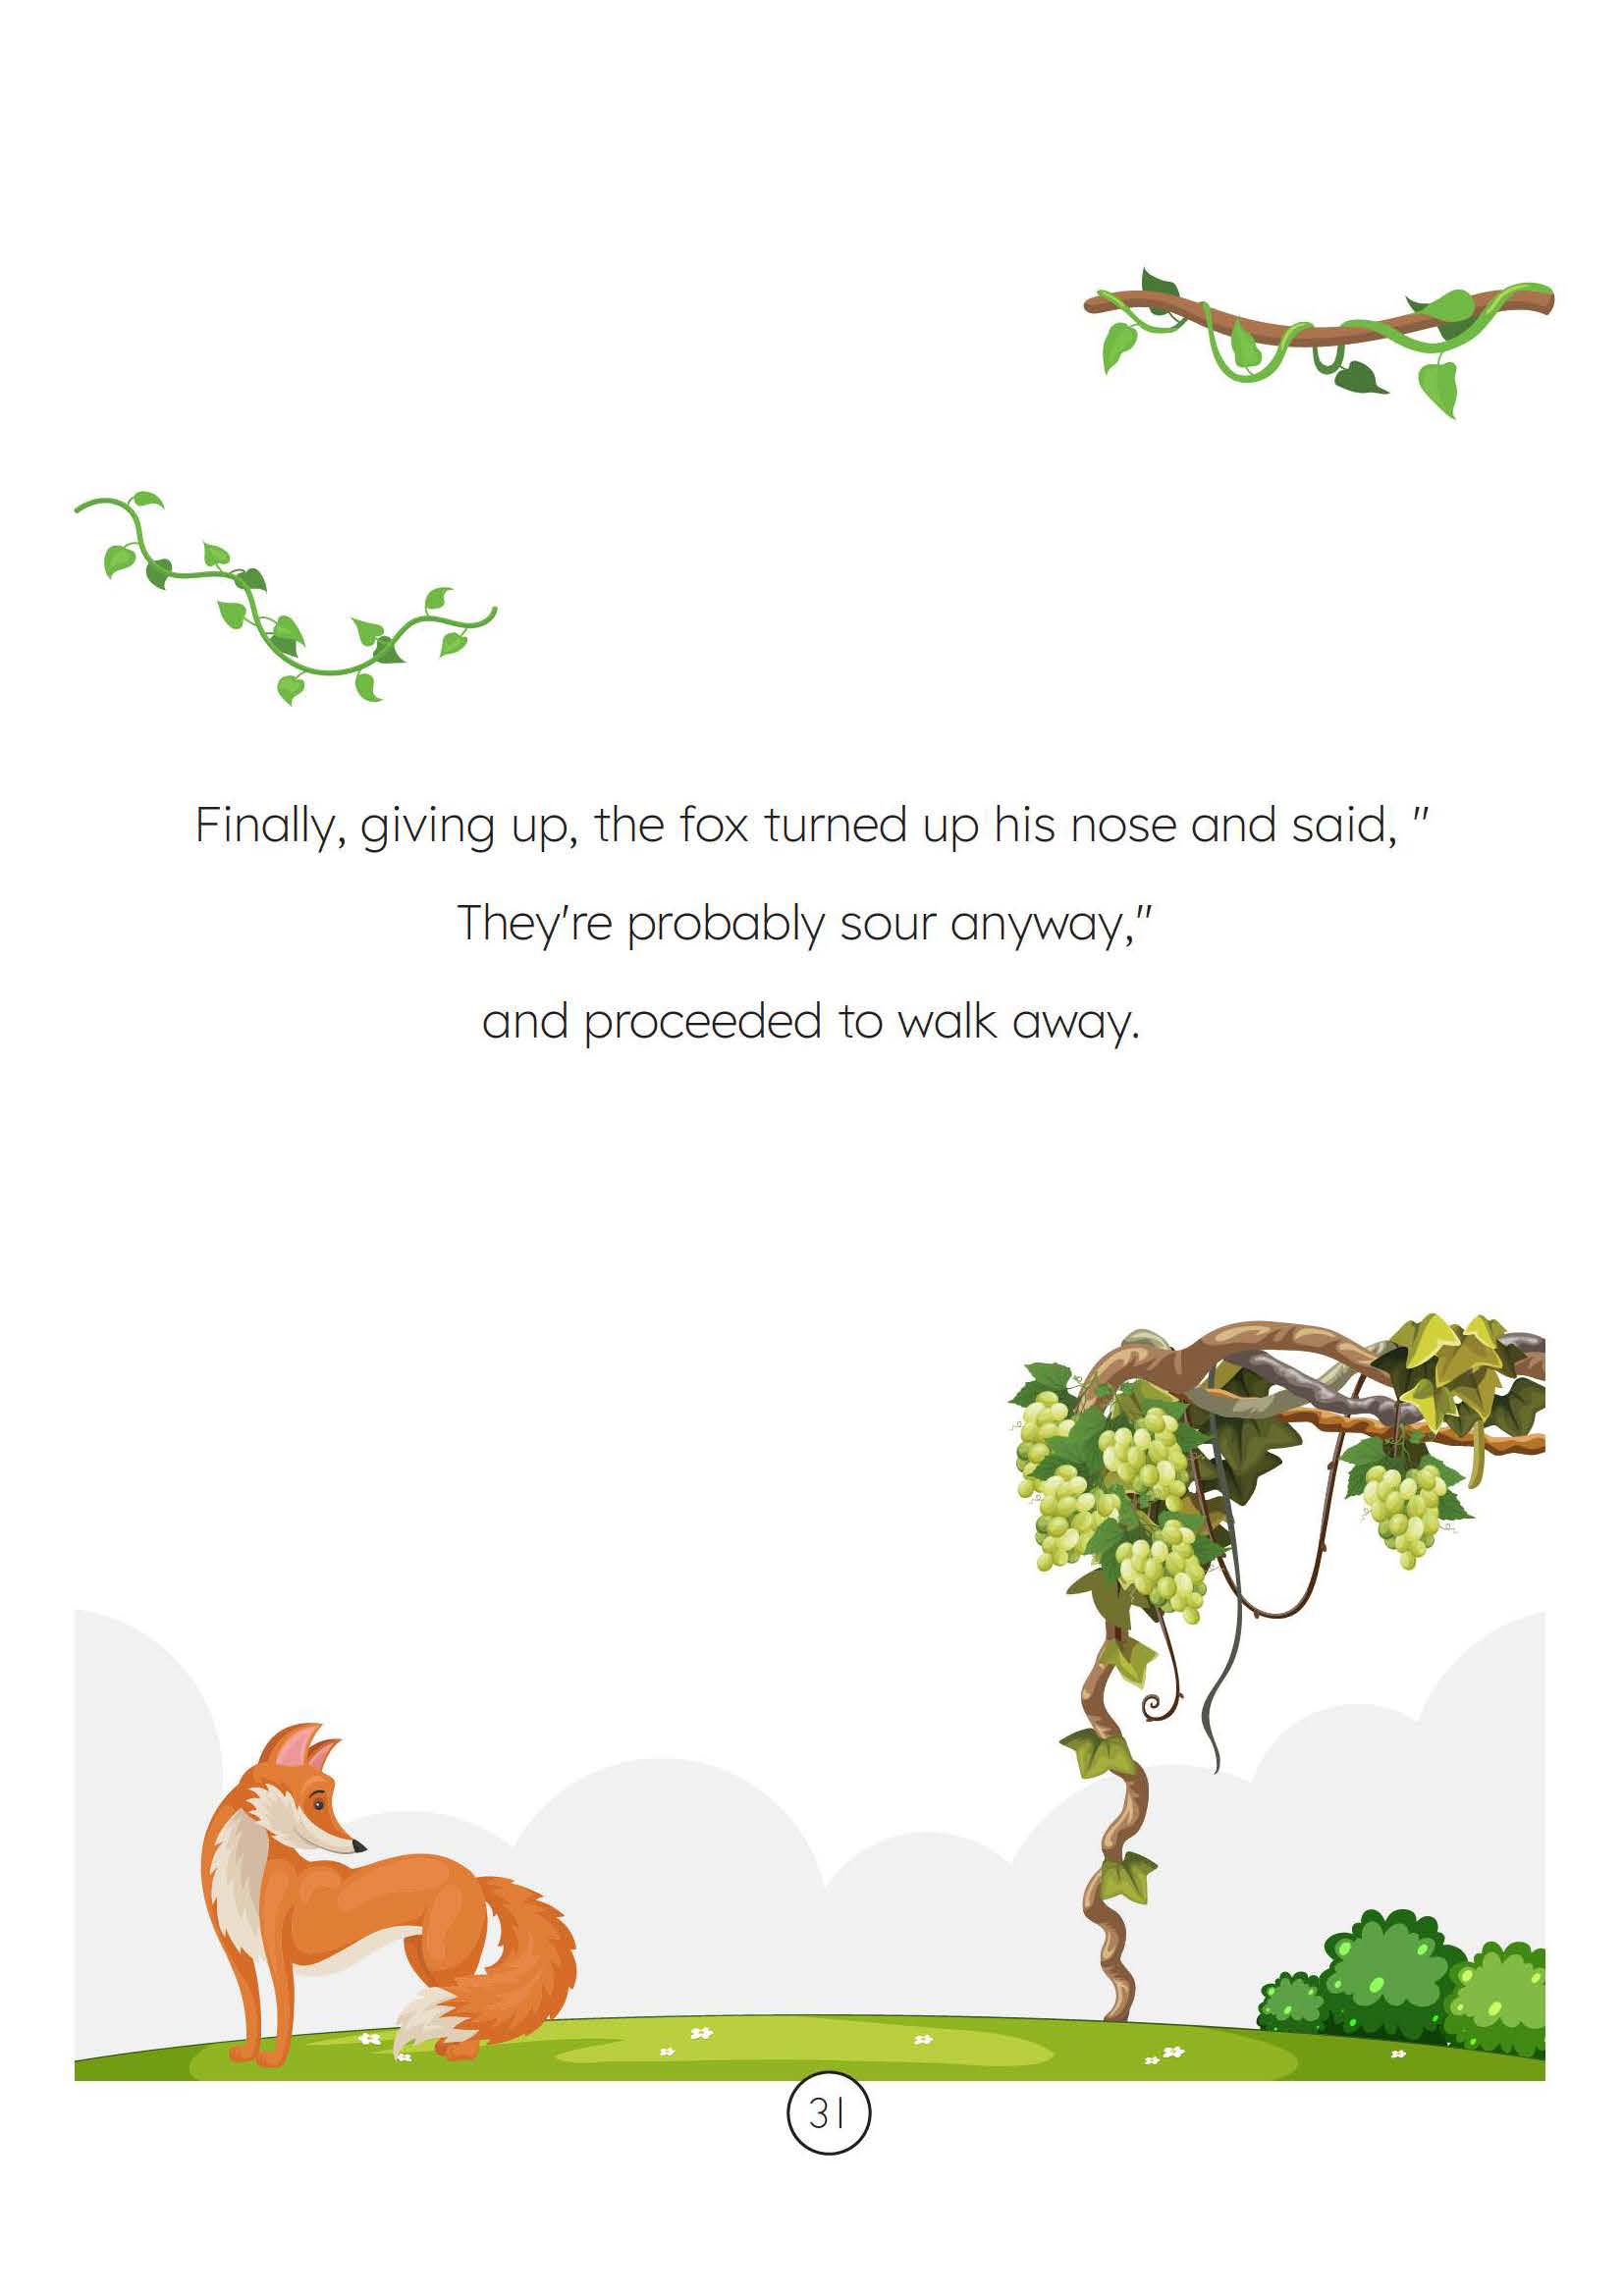 Finally, giving up, the fox turned up his nose and said, "
They're probably sour anyway,"
and proceeded to walk away.
31